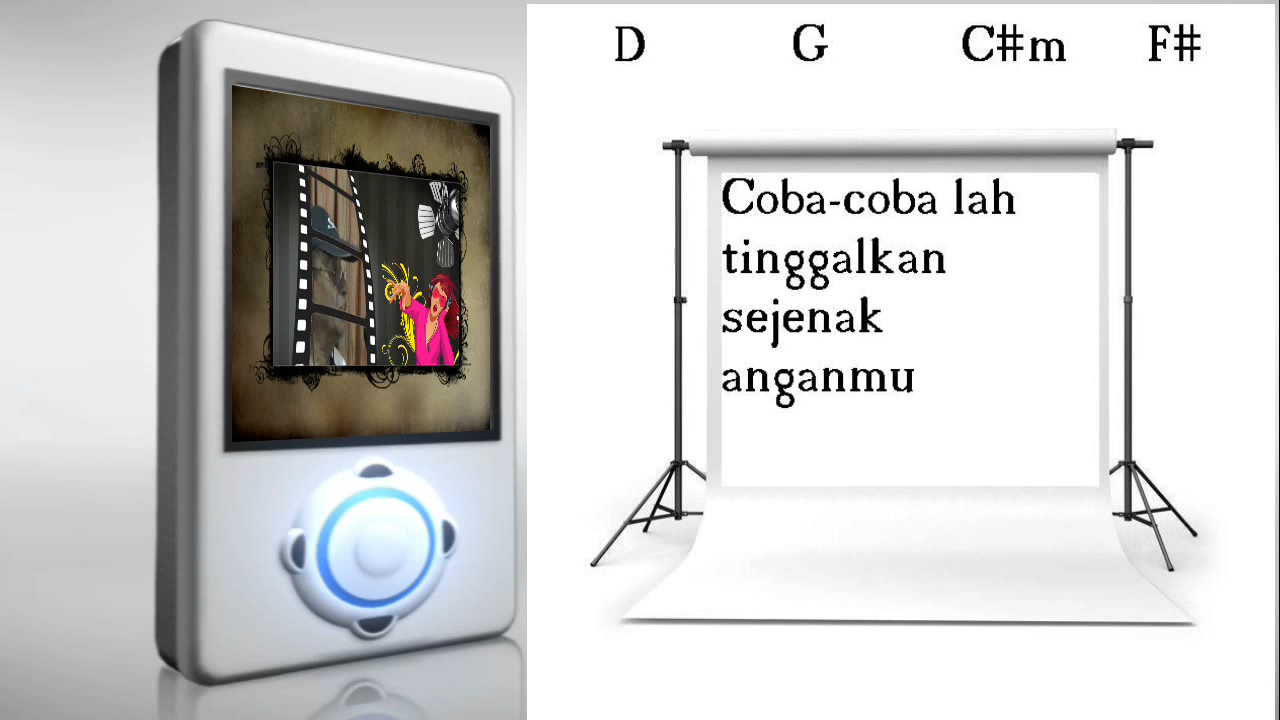 D G C#m F#
Coba-coba lah
tinggalkan
sejenak
anganmu